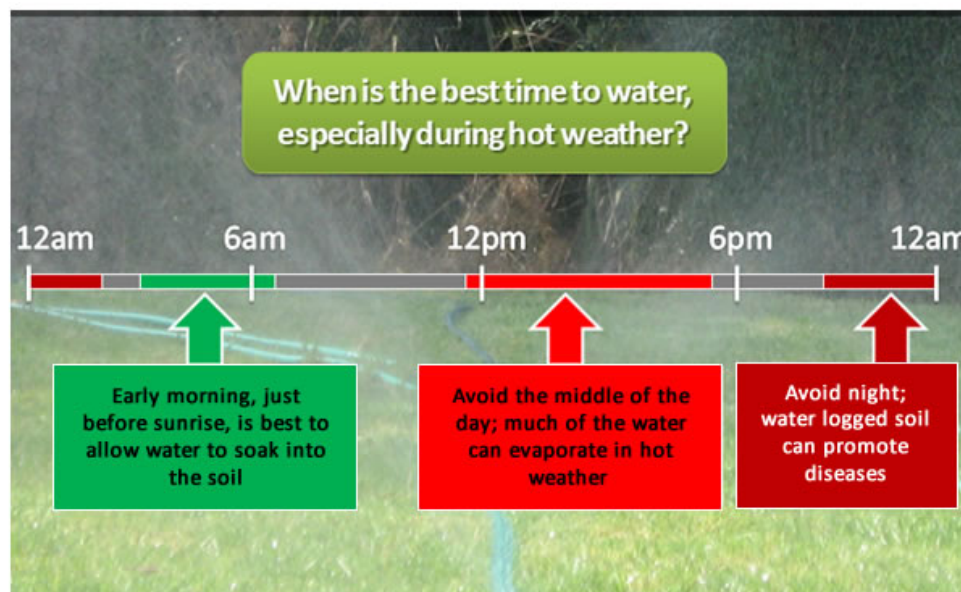 When is the best time to water,
especially during hot weather?
12am
6am
12pm
6pm
12am
Early morning, just
before sunrise, is best to
allow water to soak into
the soil
Avoid the middle of the
day; much of the water
can evaporate in hot
weather
Avoid night;
water logged soil
can promote
diseases